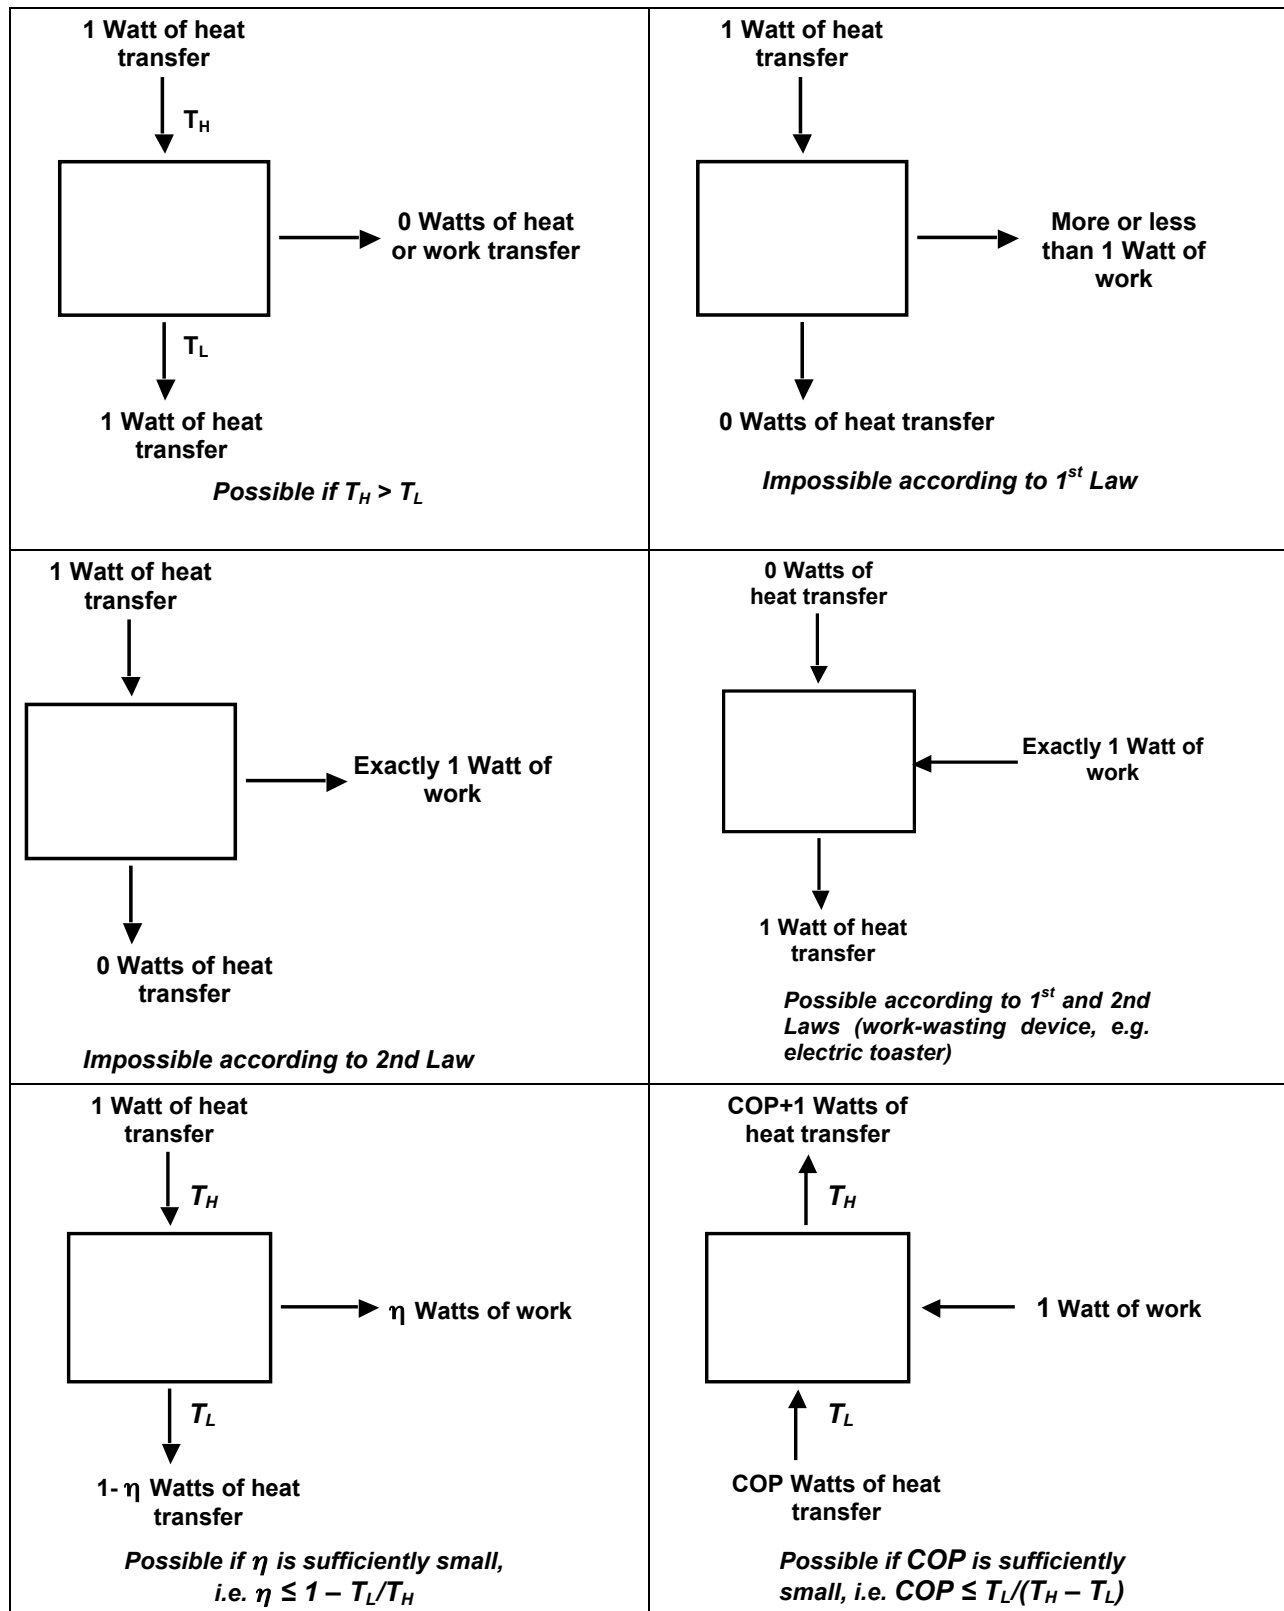 1 Watt of heat
transfer
T_H
0 Watts of heat
or work transfer
T_L
1 Watt of heat
transfer
Possible if T_H > T_L
1 Watt of heat
transfer
More or less
than 1 Watt of
work
0 Watts of heat transfer
Impossible according to 1st Law
1 Watt of heat
transfer
Exactly 1 Watt of
work
0 Watts of heat
transfer
Impossible according to 2nd Law
0 Watts of
heat transfer
Exactly 1 Watt of
work
1 Watt of heat
transfer
Possible according to 1st and 2nd
Laws (work-wasting device, e.g.
electric toaster)
1 Watt of heat
transfer
T_H
η Watts of work
T_L
1- η Watts of heat
transfer
Possible if η is sufficiently small,
i.e. η ≤ 1 – T_L/T_H
COP+1 Watts of
heat transfer
T_H
1 Watt of work
T_L
COP Watts of heat
transfer
Possible if COP is sufficiently
small, i.e. COP ≤ T_L/(T_H – T_L)